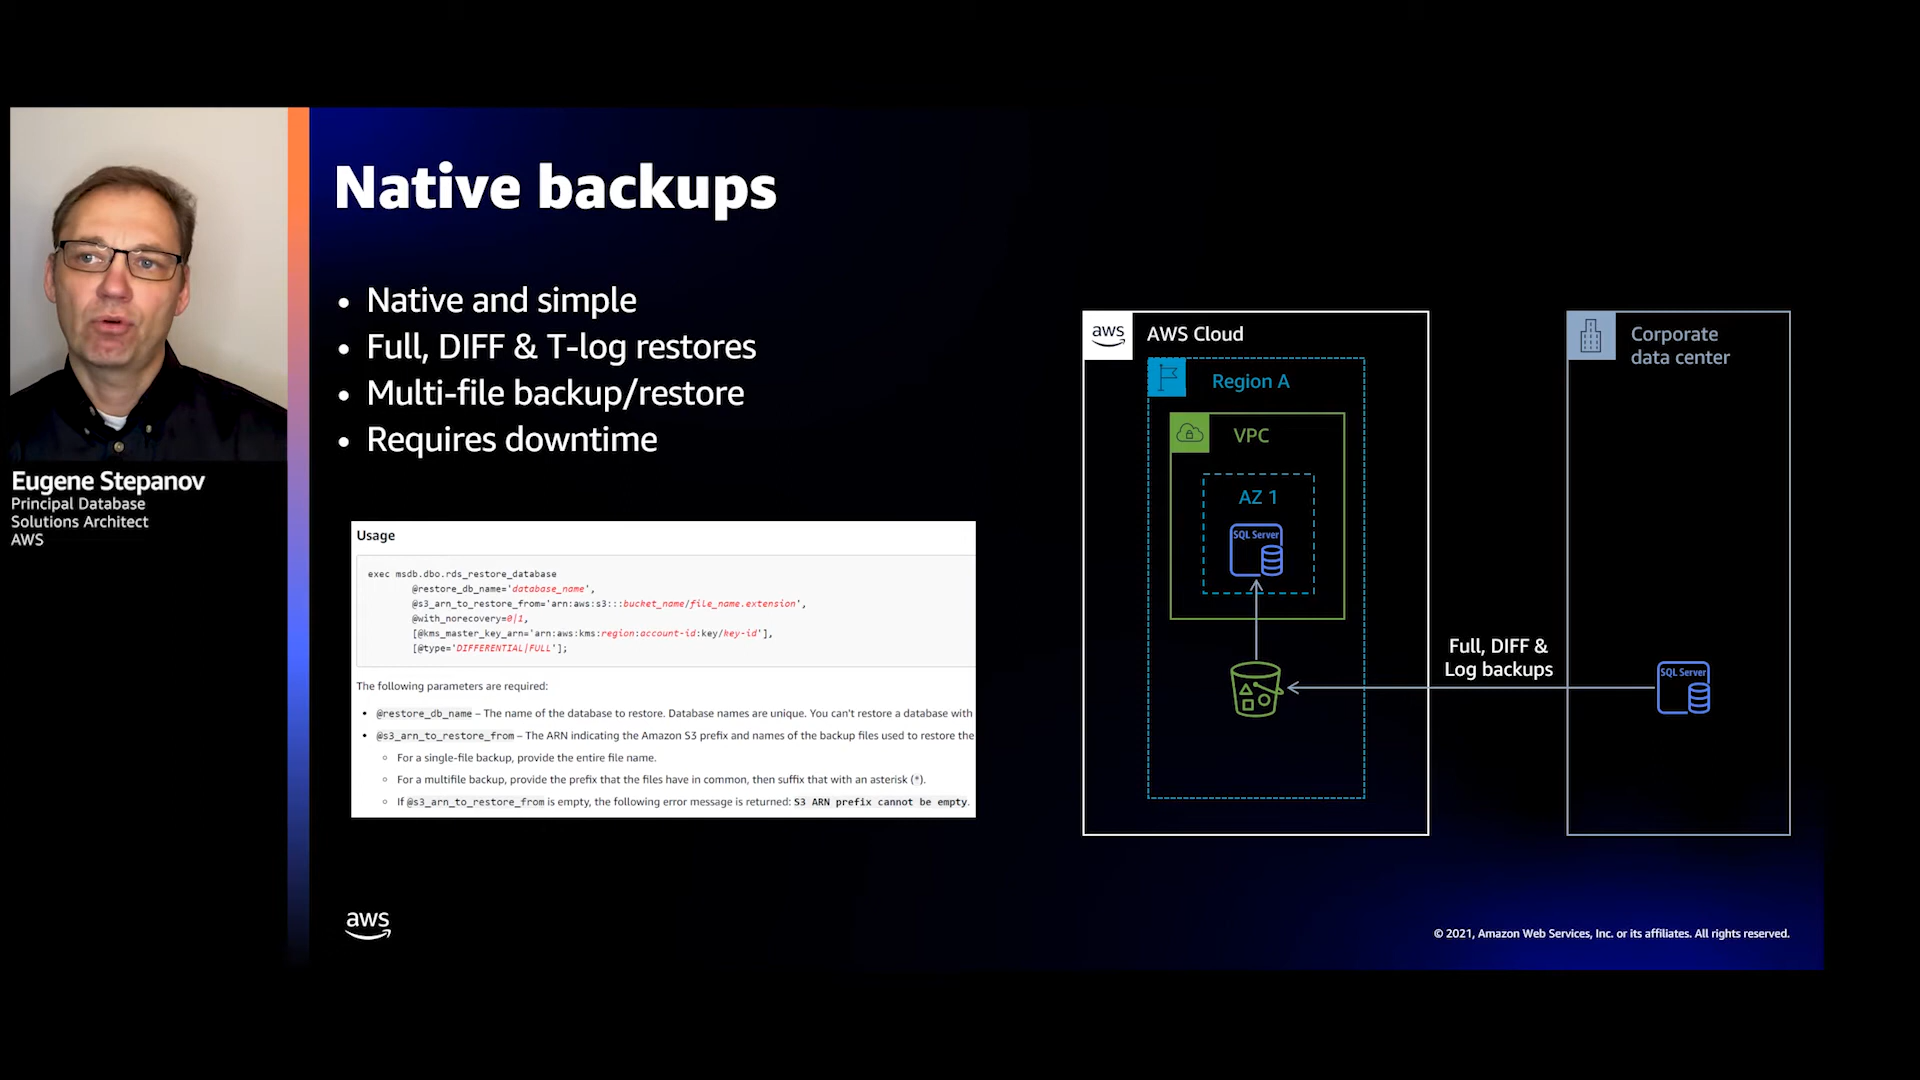 Native backups
• Native and simple
• Full, DIFF & T-log restores
• Multi-file backup/restore
• Requires downtime
Eugene Stepanov
Principal Database
Solutions Architect
AWS
Usage
exec msdb.dbo.rds_restore_database
@restore_db_name='database_name',
@s3_arn_to_restore_from='arn:aws:s3:::bucket_name/file_name.extension',
@with_norecovery=0|1,
[@kms_master_key_arn='arn:aws:kms:region:account-id:key/key-id'],
[@type='DIFFERENTIAL|FULL'];
The following parameters are required:
• @restore_db_name – The name of the database to restore. Database names are unique. You can't restore a database with
• @s3_arn_to_restore_from – The ARN indicating the Amazon S3 prefix and names of the backup files used to restore the
◦ For a single-file backup, provide the entire file name.
◦ For a multifile backup, provide the prefix that the files have in common, then suffix that with an asterisk (*).
◦ If @s3_arn_to_restore_from is empty, the following error message is returned: S3 ARN prefix cannot be empty.
aws
AWS Cloud
Region A
VPC
AZ 1
SQL Server
Full, DIFF &
Log backups
Corporate
data center
SQL Server
aws
© 2021, Amazon Web Services, Inc. or its affiliates. All rights reserved.